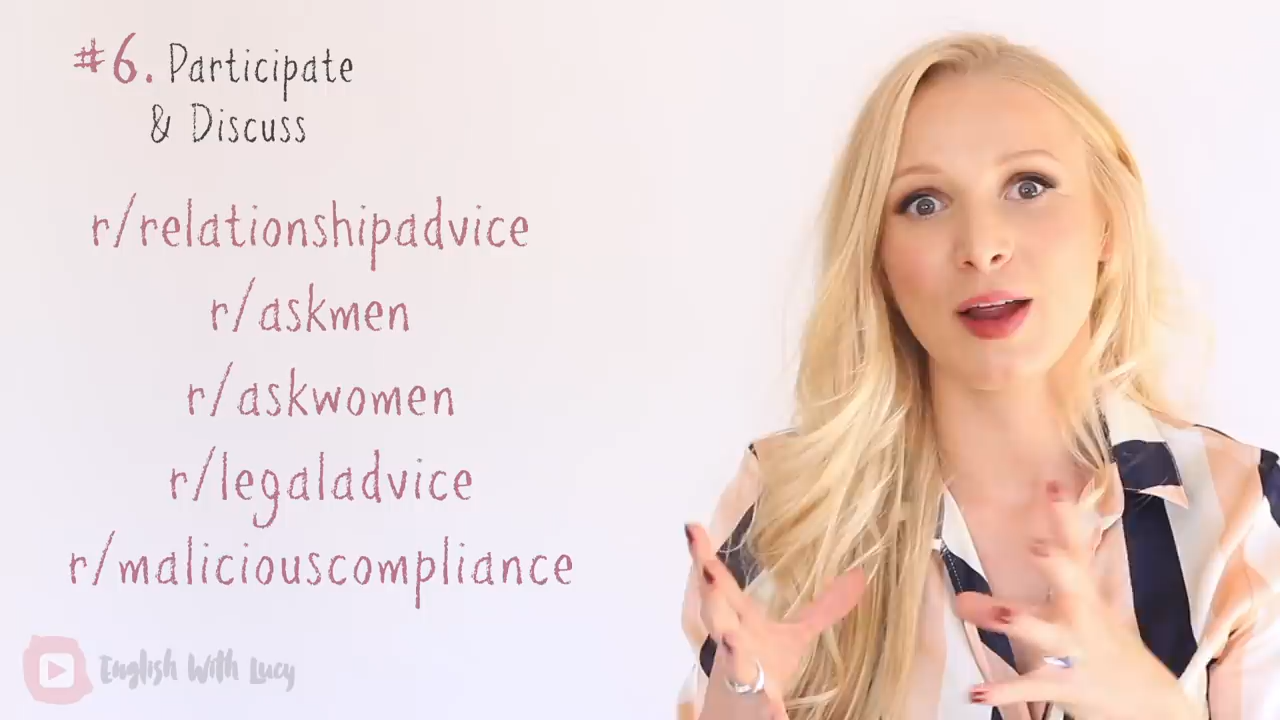 #6. Participate
& Discuss
r/relationshipadvice
r/askmen
r/askwomen
r/legaladvice
r/maliciouscompliance
English With Lucy